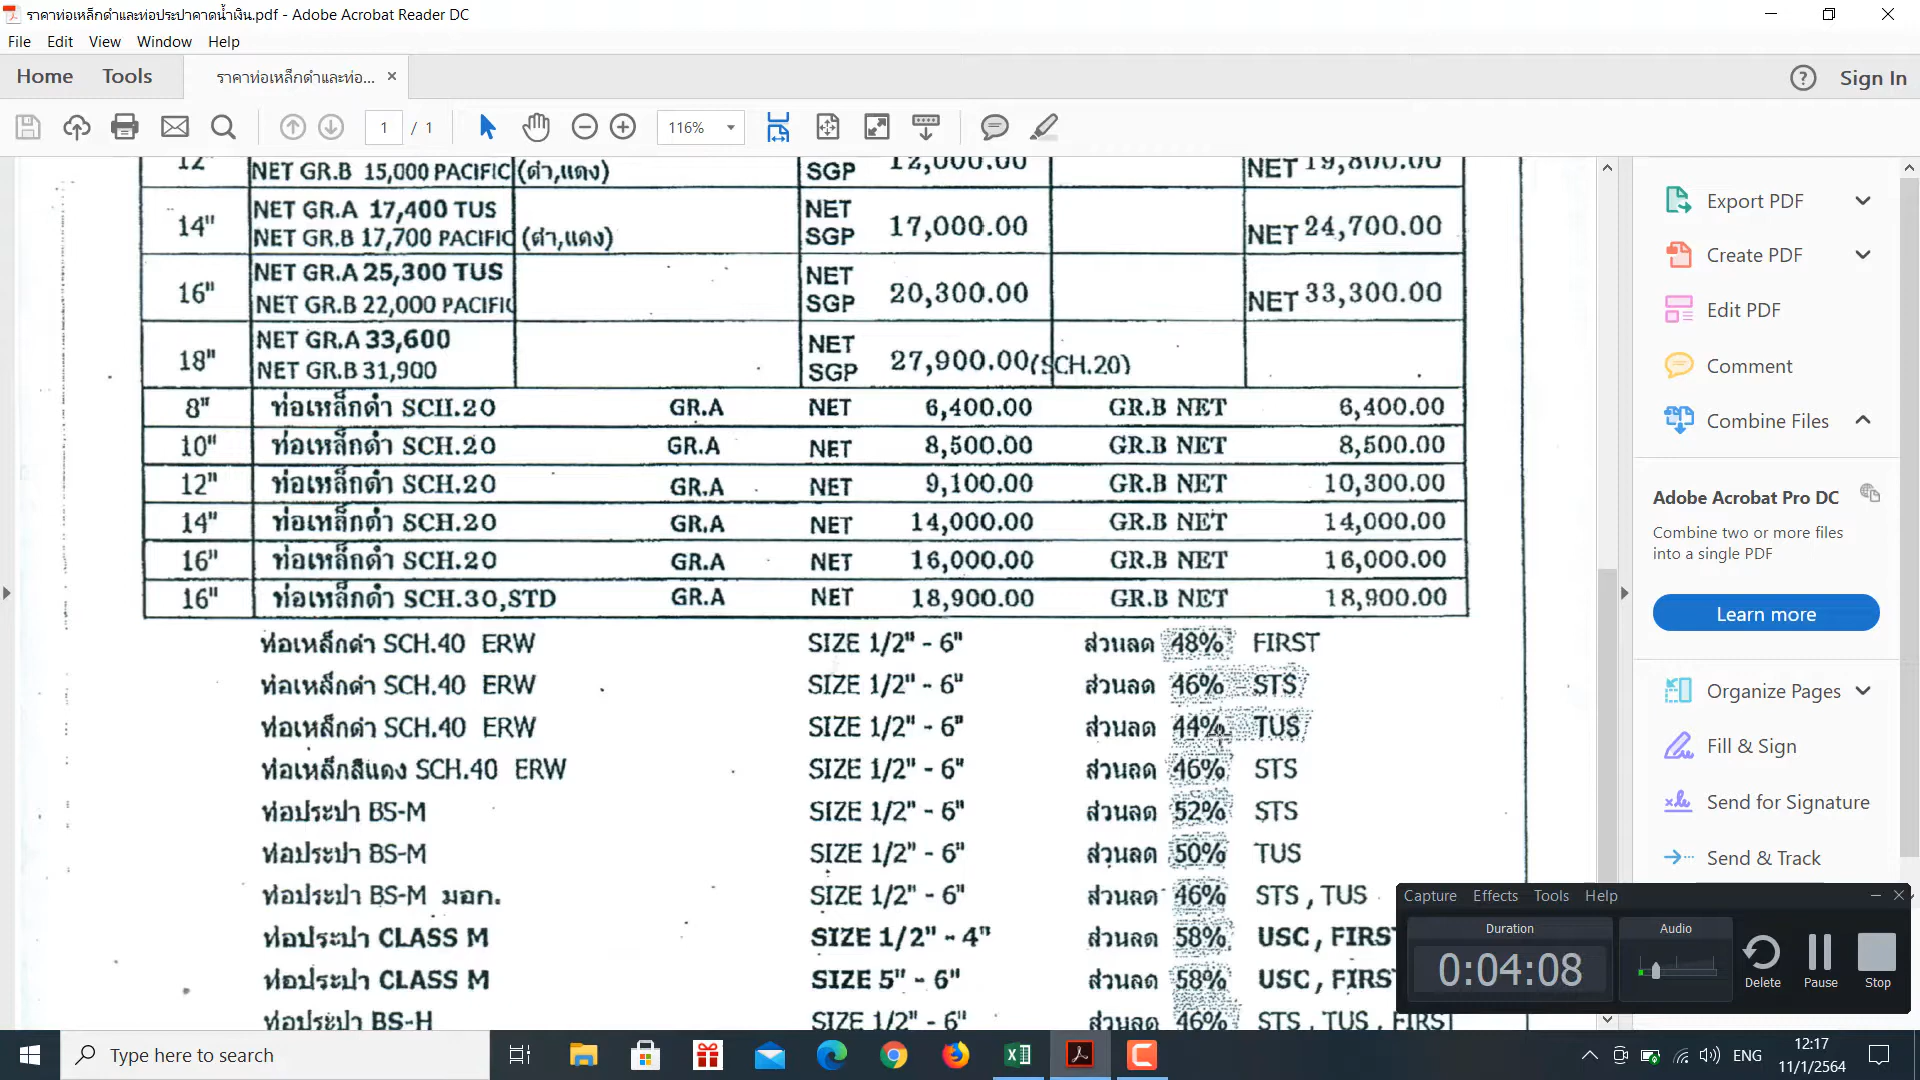 ราคาท่อเหล็กดำและท่อประปาคาดน้ำเงิน.pdf - Adobe Acrobat Reader DC
File Edit View Window Help
Home Tools ราคาท่อเหล็กดำและท่อ... Sign In
1 / 1 116%
12" NET GR.B 15,000 PACIFIC (ดำ,แดง) SGP 12,000.00 NET 19,800.00
14" NET GR.A 17,400 TUS NET SGP 17,000.00 NET 24,700.00
NET GR.B 17,700 PACIFIC (ดำ,แดง)
16" NET GR.A 25,300 TUS NET SGP 20,300.00 NET 33,300.00
NET GR.B 22,000 PACIFIC
18" NET GR.A 33,600 NET SGP 27,900.00 (SCH.20)
NET GR.B 31,900
8" ท่อเหล็กดำ SCH.20 GR.A NET 6,400.00 GR.B NET 6,400.00
10" ท่อเหล็กดำ SCH.20 GR.A NET 8,500.00 GR.B NET 8,500.00
12" ท่อเหล็กดำ SCH.20 GR.A NET 9,100.00 GR.B NET 10,300.00
14" ท่อเหล็กดำ SCH.20 GR.A NET 14,000.00 GR.B NET 14,000.00
16" ท่อเหล็กดำ SCH.20 GR.A NET 16,000.00 GR.B NET 16,000.00
16" ท่อเหล็กดำ SCH.30,STD GR.A NET 18,900.00 GR.B NET 18,900.00
ท่อเหล็กดำ SCH.40 ERW SIZE 1/2" - 6" ส่วนลด 48% FIRST
ท่อเหล็กดำ SCH.40 ERW SIZE 1/2" - 6" ส่วนลด 46% STS
ท่อเหล็กดำ SCH.40 ERW SIZE 1/2" - 6" ส่วนลด 44% TUS
ท่อเหล็กสีแดง SCH.40 ERW SIZE 1/2" - 6" ส่วนลด 46% STS
ท่อประปา BS-M SIZE 1/2" - 6" ส่วนลด 52% STS
ท่อประปา BS-M SIZE 1/2" - 6" ส่วนลด 50% TUS
ท่อประปา BS-M มอก. SIZE 1/2" - 6" ส่วนลด 46% STS , TUS
ท่อประปา CLASS M SIZE 1/2" - 4" ส่วนลด 58% USC , FIRST
ท่อประปา CLASS M SIZE 5" - 6" ส่วนลด 58% USC , FIRS
ท่อประปา BS-H SIZE 1/2" - 6" ส่วนลด 46% STS , TUS , FIRST
Export PDF
Create PDF
Edit PDF
Comment
Combine Files
Adobe Acrobat Pro DC
Combine two or more files
into a single PDF
Learn more
Organize Pages
Fill & Sign
Send for Signature
Send & Track
Capture Effects Tools Help
Duration Audio
0:04:08
Delete Pause Stop
Type here to search
ENG 12:17
11/1/2564